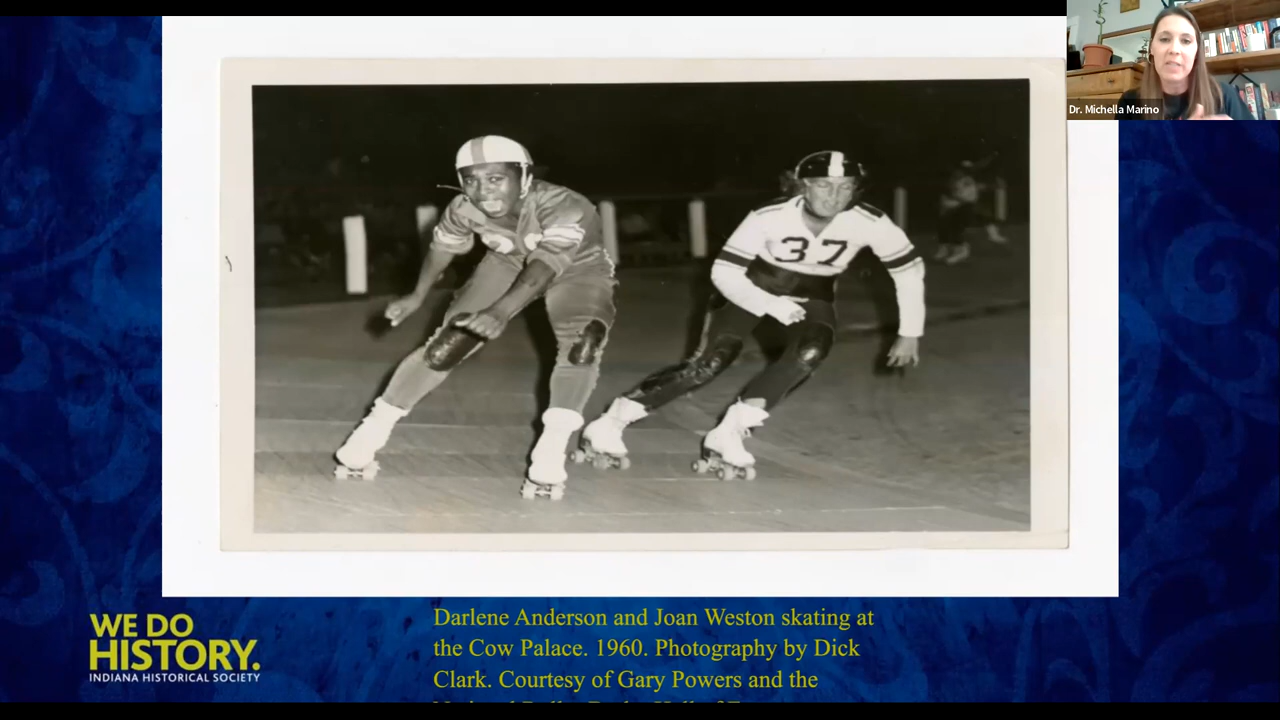 Dr. Michella Marino
37
WE DO
HISTORY.
INDIANA HISTORICAL SOCIETY
Darlene Anderson and Joan Weston skating at
the Cow Palace. 1960. Photography by Dick
Clark. Courtesy of Gary Powers and the